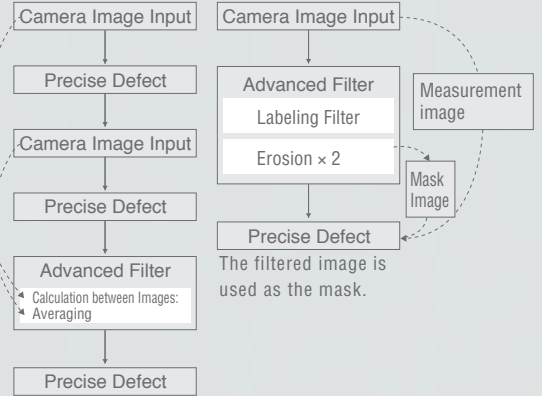 Camera Image Input
Precise Defect
Camera Image Input
Precise Defect
Advanced Filter
Calculation between Images:
Averaging
Precise Defect
Camera Image Input
Advanced Filter
Labeling Filter
Erosion × 2
Measurement
image
Mask
Image
Precise Defect
The filtered image is
used as the mask.